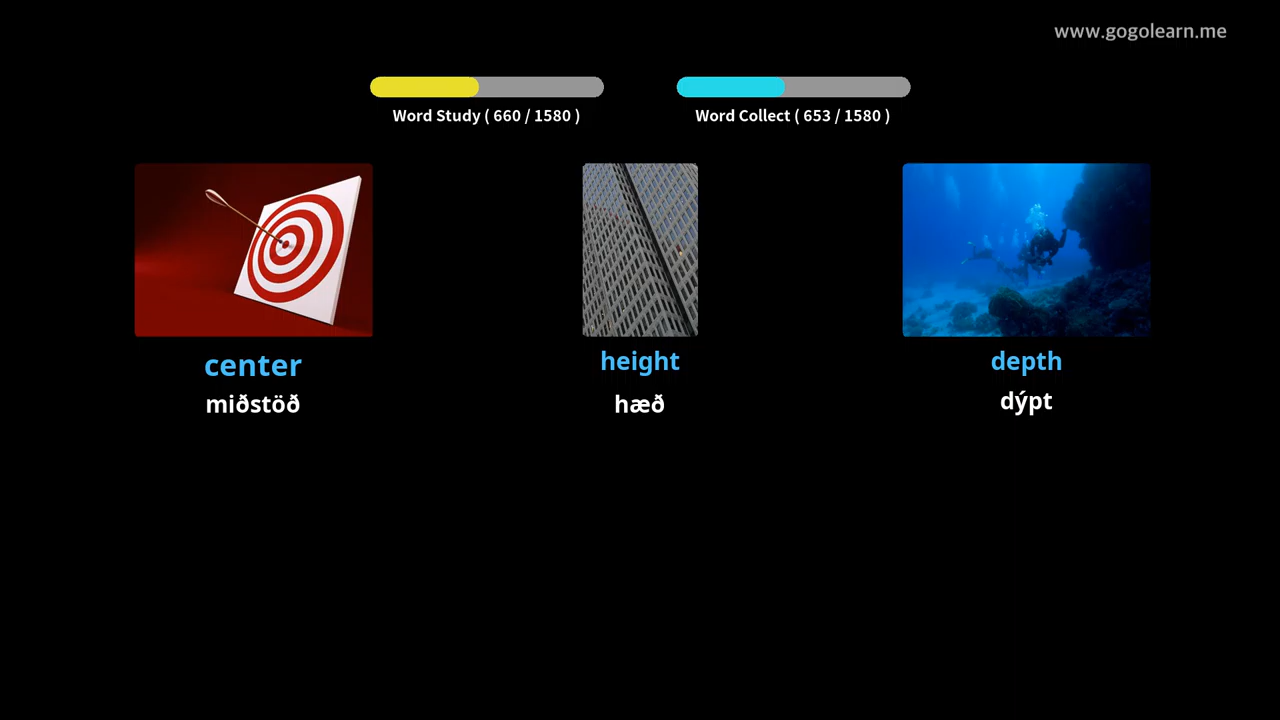 www.gogolearn.me
Word Study ( 660 / 1580 )
Word Collect ( 653 / 1580 )
center
height
depth
miðstöð
hæð
dýpt